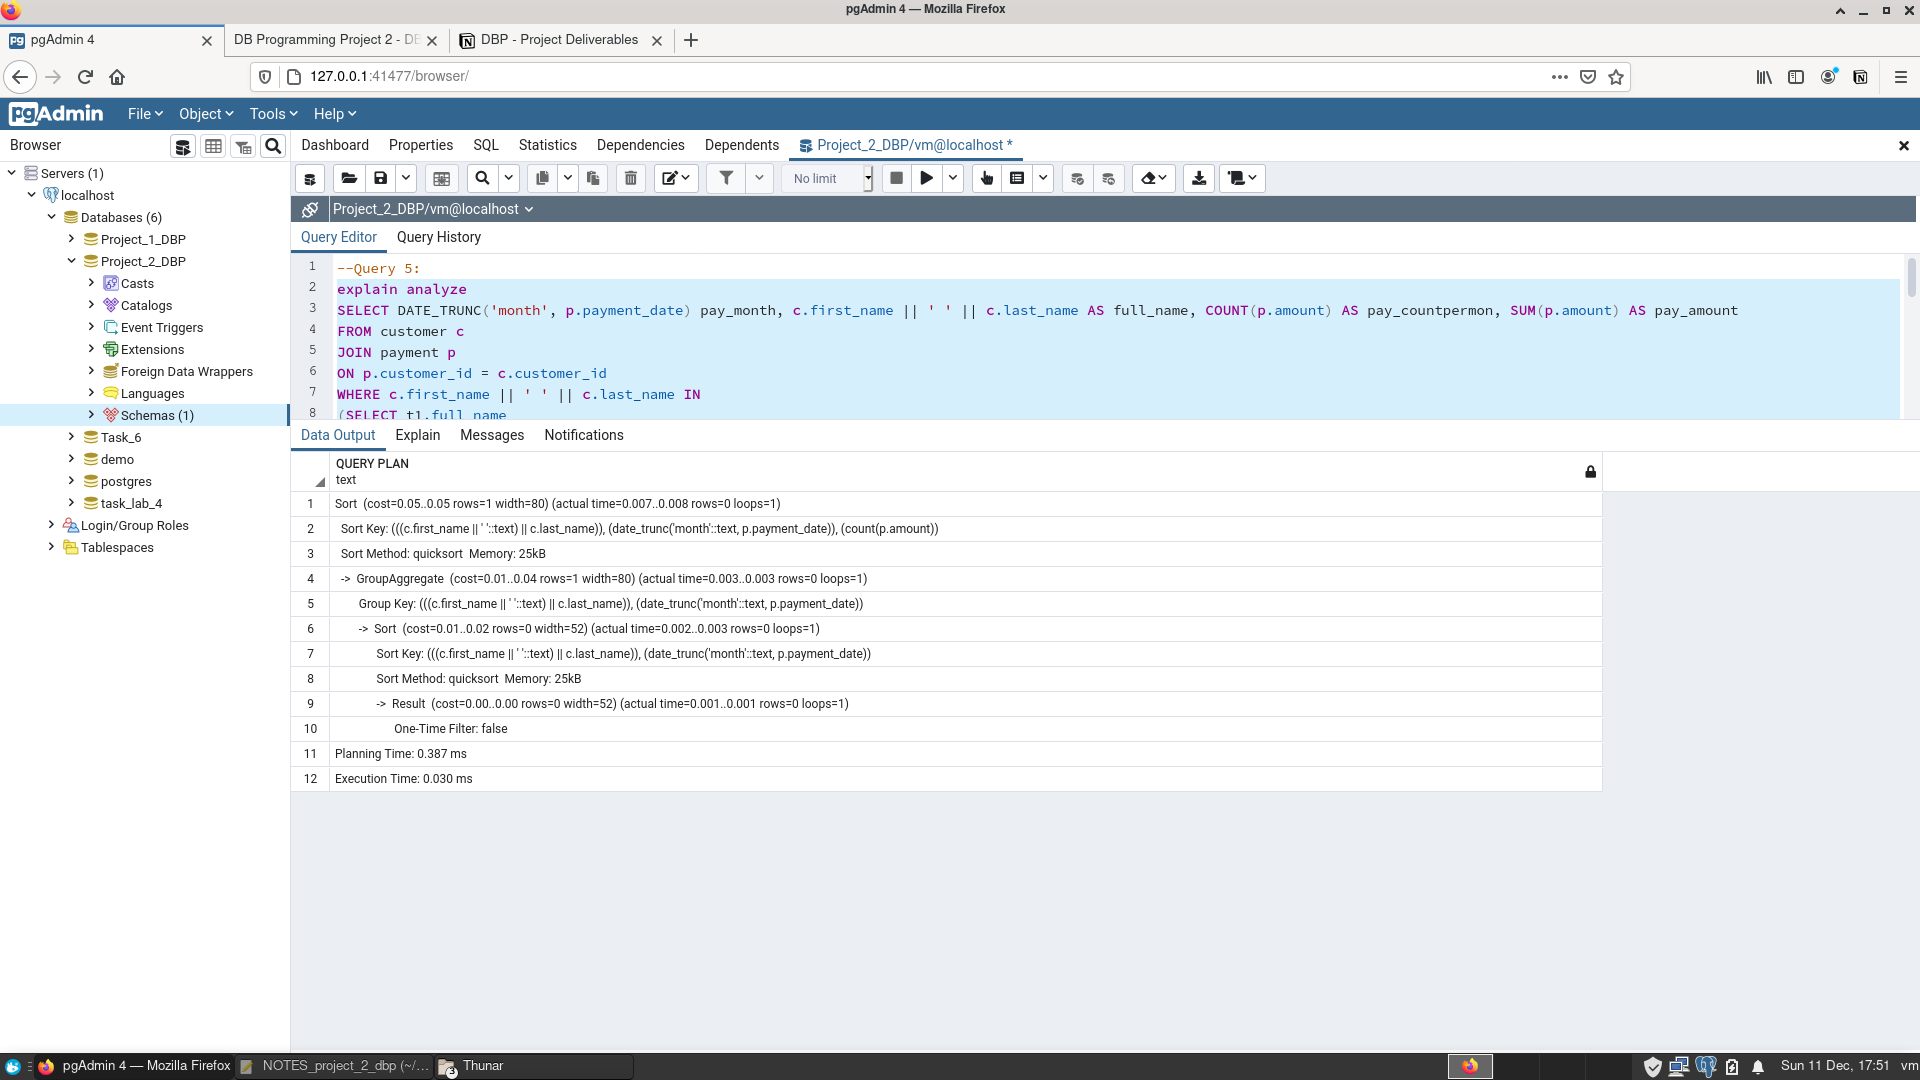 pgAdmin 4 — Mozilla Firefox
pgAdmin 4
DB Programming Project 2 - DB
DBP - Project Deliverables
127.0.0.1:41477/browser/
pgAdmin
File Object Tools Help
Browser
Dashboard Properties SQL Statistics Dependencies Dependents Project_2_DBP/vm@localhost *
Servers (1)
localhost
Databases (6)
Project_1_DBP
Project_2_DBP
Casts
Catalogs
Event Triggers
Extensions
Foreign Data Wrappers
Languages
Schemas (1)
Task_6
demo
postgres
task_lab_4
Login/Group Roles
Tablespaces
No limit
Project_2_DBP/vm@localhost
Query Editor Query History
1 --Query 5:
2 explain analyze
3 SELECT DATE_TRUNC('month', p.payment_date) pay_month, c.first_name || ' ' || c.last_name AS full_name, COUNT(p.amount) AS pay_countpermon, SUM(p.amount) AS pay_amount
4 FROM customer c
5 JOIN payment p
6 ON p.customer_id = c.customer_id
7 WHERE c.first_name || ' ' || c.last_name IN
8 (SELECT t1.full_name
Data Output Explain Messages Notifications
QUERY PLAN
text
1 Sort (cost=0.05..0.05 rows=1 width=80) (actual time=0.007..0.008 rows=0 loops=1)
2 Sort Key: (((c.first_name || ' '::text) || c.last_name)), (date_trunc('month'::text, p.payment_date)), (count(p.amount))
3 Sort Method: quicksort Memory: 25kB
4 -> GroupAggregate (cost=0.01..0.04 rows=1 width=80) (actual time=0.003..0.003 rows=0 loops=1)
5 Group Key: (((c.first_name || ' '::text) || c.last_name)), (date_trunc('month'::text, p.payment_date))
6 -> Sort (cost=0.01..0.02 rows=0 width=52) (actual time=0.002..0.003 rows=0 loops=1)
7 Sort Key: (((c.first_name || ' '::text) || c.last_name)), (date_trunc('month'::text, p.payment_date))
8 Sort Method: quicksort Memory: 25kB
9 -> Result (cost=0.00..0.00 rows=0 width=52) (actual time=0.001..0.001 rows=0 loops=1)
10 One-Time Filter: false
11 Planning Time: 0.387 ms
12 Execution Time: 0.030 ms
pgAdmin 4 — Mozilla Firefox
NOTES_project_2_dbp (~/...
3 Thunar
Sun 11 Dec, 17:51 vm